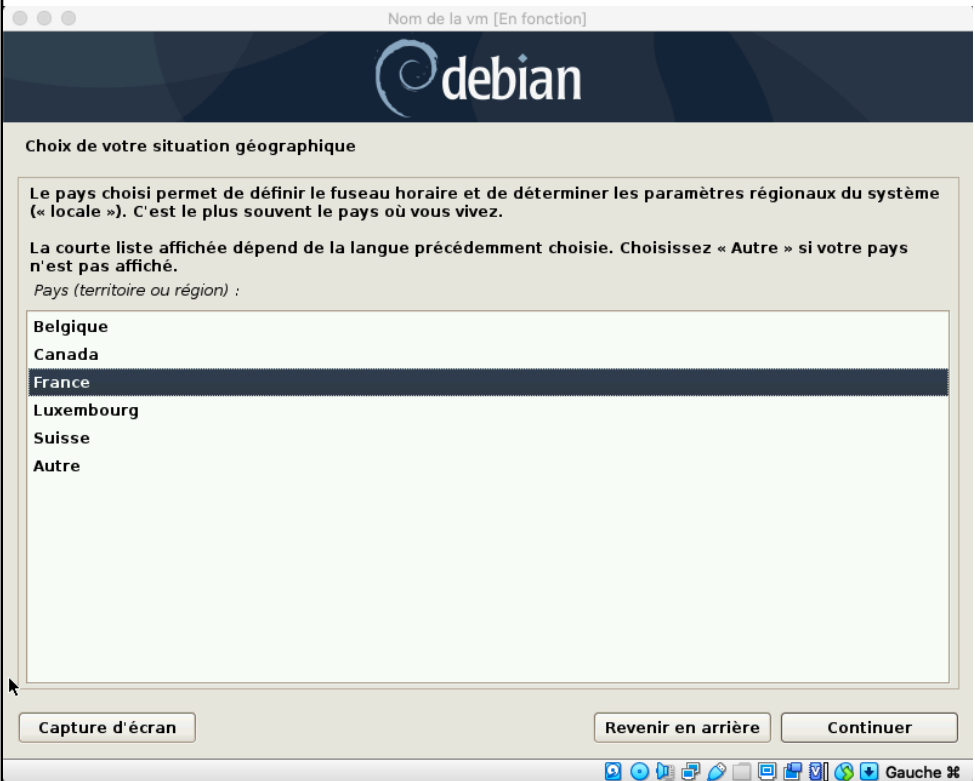 Nom de la vm [En fonction]
debian
Choix de votre situation géographique
Le pays choisi permet de définir le fuseau horaire et de déterminer les paramètres régionaux du système
(« locale »). C'est le plus souvent le pays où vous vivez.
La courte liste affichée dépend de la langue précédemment choisie. Choisissez « Autre » si votre pays
n'est pas affiché.
Pays (territoire ou région) :
Belgique
Canada
France
Luxembourg
Suisse
Autre
Capture d'écran
Revenir en arrière
Continuer
Gauche ⌘